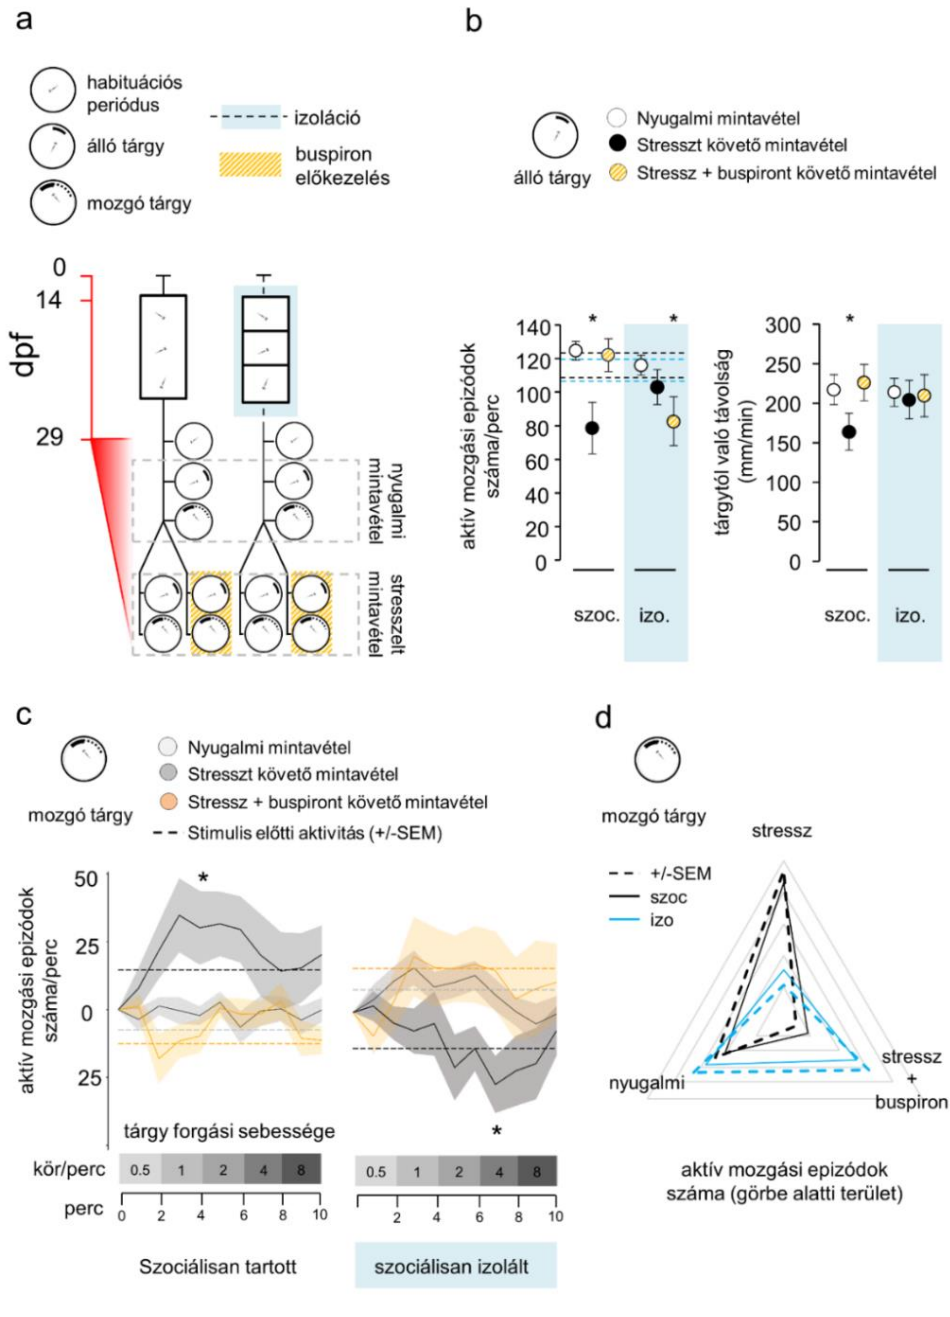 a
habituációs
periódus
álló tárgy
mozgó tárgy
izoláció
buspiron
előkezelés
0
14
29
dpf
nyugalmi
mintavétel
stresszelt
mintavétel
b
álló tárgy
Nyugalmi mintavétel
Stresszt követő mintavétel
Stressz + buspiront követő mintavétel
aktív mozgási epizódok
száma/perc
140
120
100
80
60
40
20
0
* *
szoc. izo.
tárgytól való távolság
(mm/min)
300
250
200
150
100
50
0
*
szoc. izo.
c
mozgó tárgy
Nyugalmi mintavétel
Stresszt követő mintavétel
Stressz + buspiront követő mintavétel
Stimulis előtti aktivitás (+/-SEM)
aktív mozgási epizódok
száma/perc
50
25
0
25
*
*
tárgy forgási sebessége
kör/perc 0.5 1 2 4 8 0.5 1 2 4 8
perc 0 2 4 6 8 10 2 4 6 8 10
Szociálisan tartott
szociálisan izolált
d
mozgó tárgy
stressz
+/-SEM
szoc
izo
nyugalmi
stressz
+
buspiron
aktív mozgási epizódok
száma (görbe alatti terület)